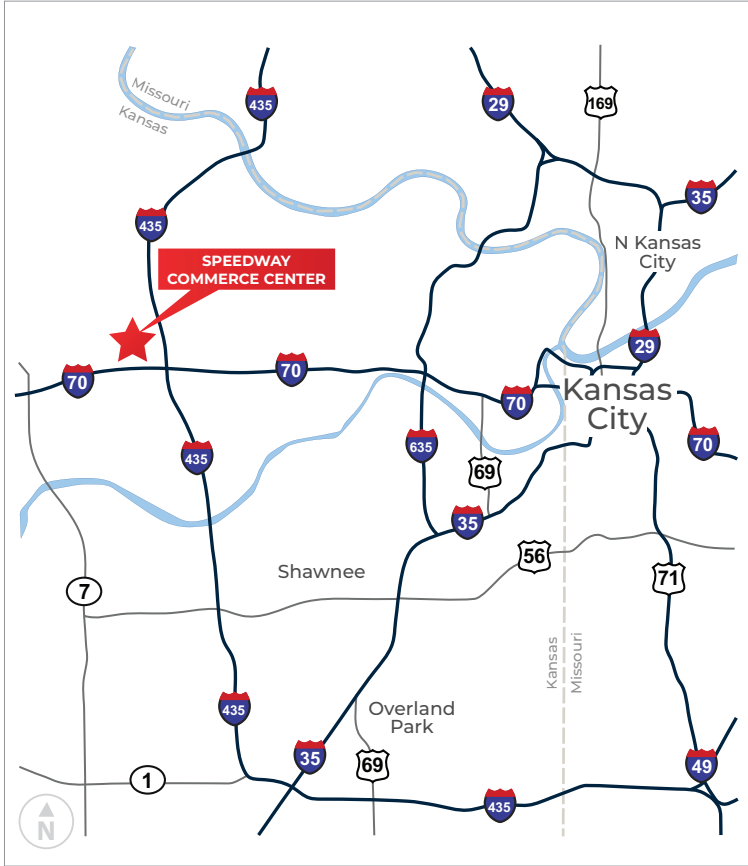 435
29
169
Missouri
Kansas
35
435
N Kansas
City
SPEEDWAY
COMMERCE CENTER
29
70
70
70
Kansas
City
635
70
435
69
35
56
Shawnee
7
71
Kansas
Missouri
435
Overland
Park
35
69
49
1
435
N